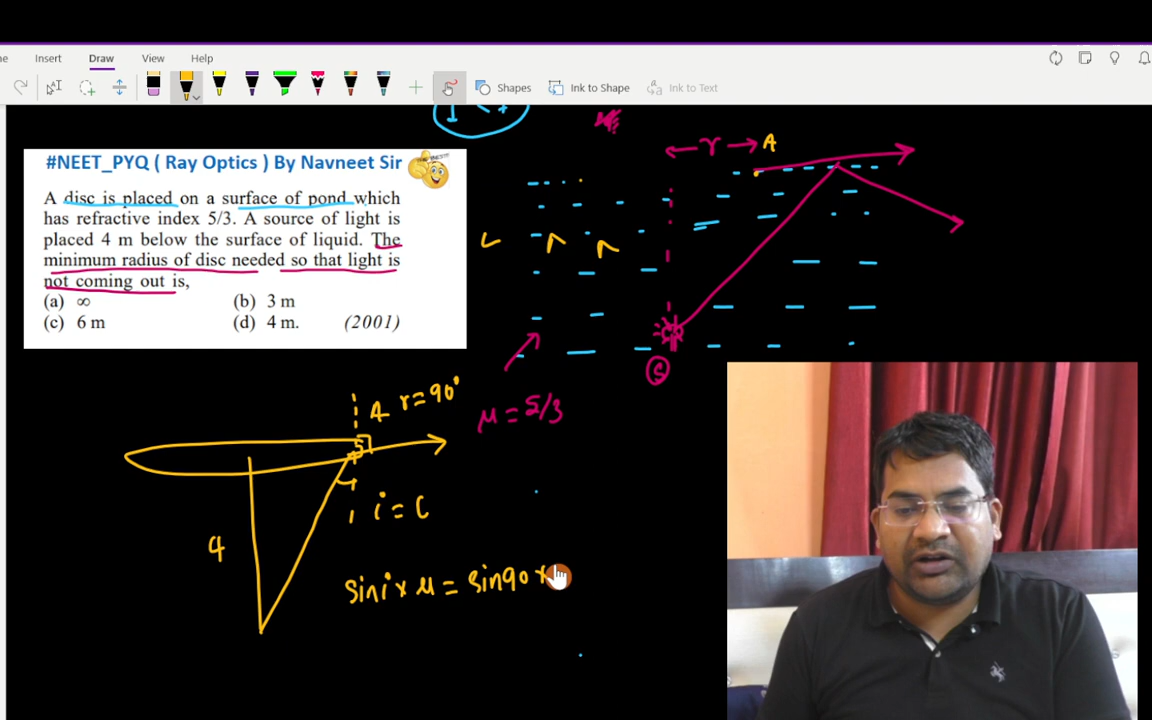 Insert Draw View Help
Shapes Ink to Shape Ink to Text
#NEET_PYQ ( Ray Optics ) By Navneet Sir
A disc is placed on a surface of pond which
has refractive index 5/3. A source of light is
placed 4 m below the surface of liquid. The
minimum radius of disc needed so that light is
not coming out is,
(a) ∞ (b) 3 m
(c) 6 m (d) 4 m. (2001)
r A
S
μ = 5/3
A r=90°
i = C
4
sin i × μ = sin90 ×